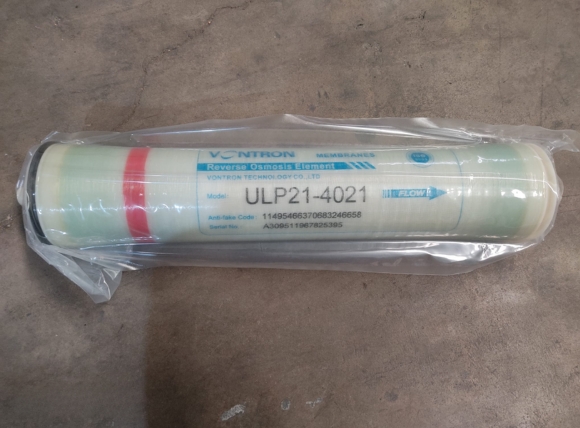 VONTRON MEMBRANES
Reverse Osmosis Element
VONTRON TECHNOLOGY CO.,LTD
Model: ULP21-4021 FLOW
Anti-fake Code: 11495466370683246658
Serial No.: A308511967825385